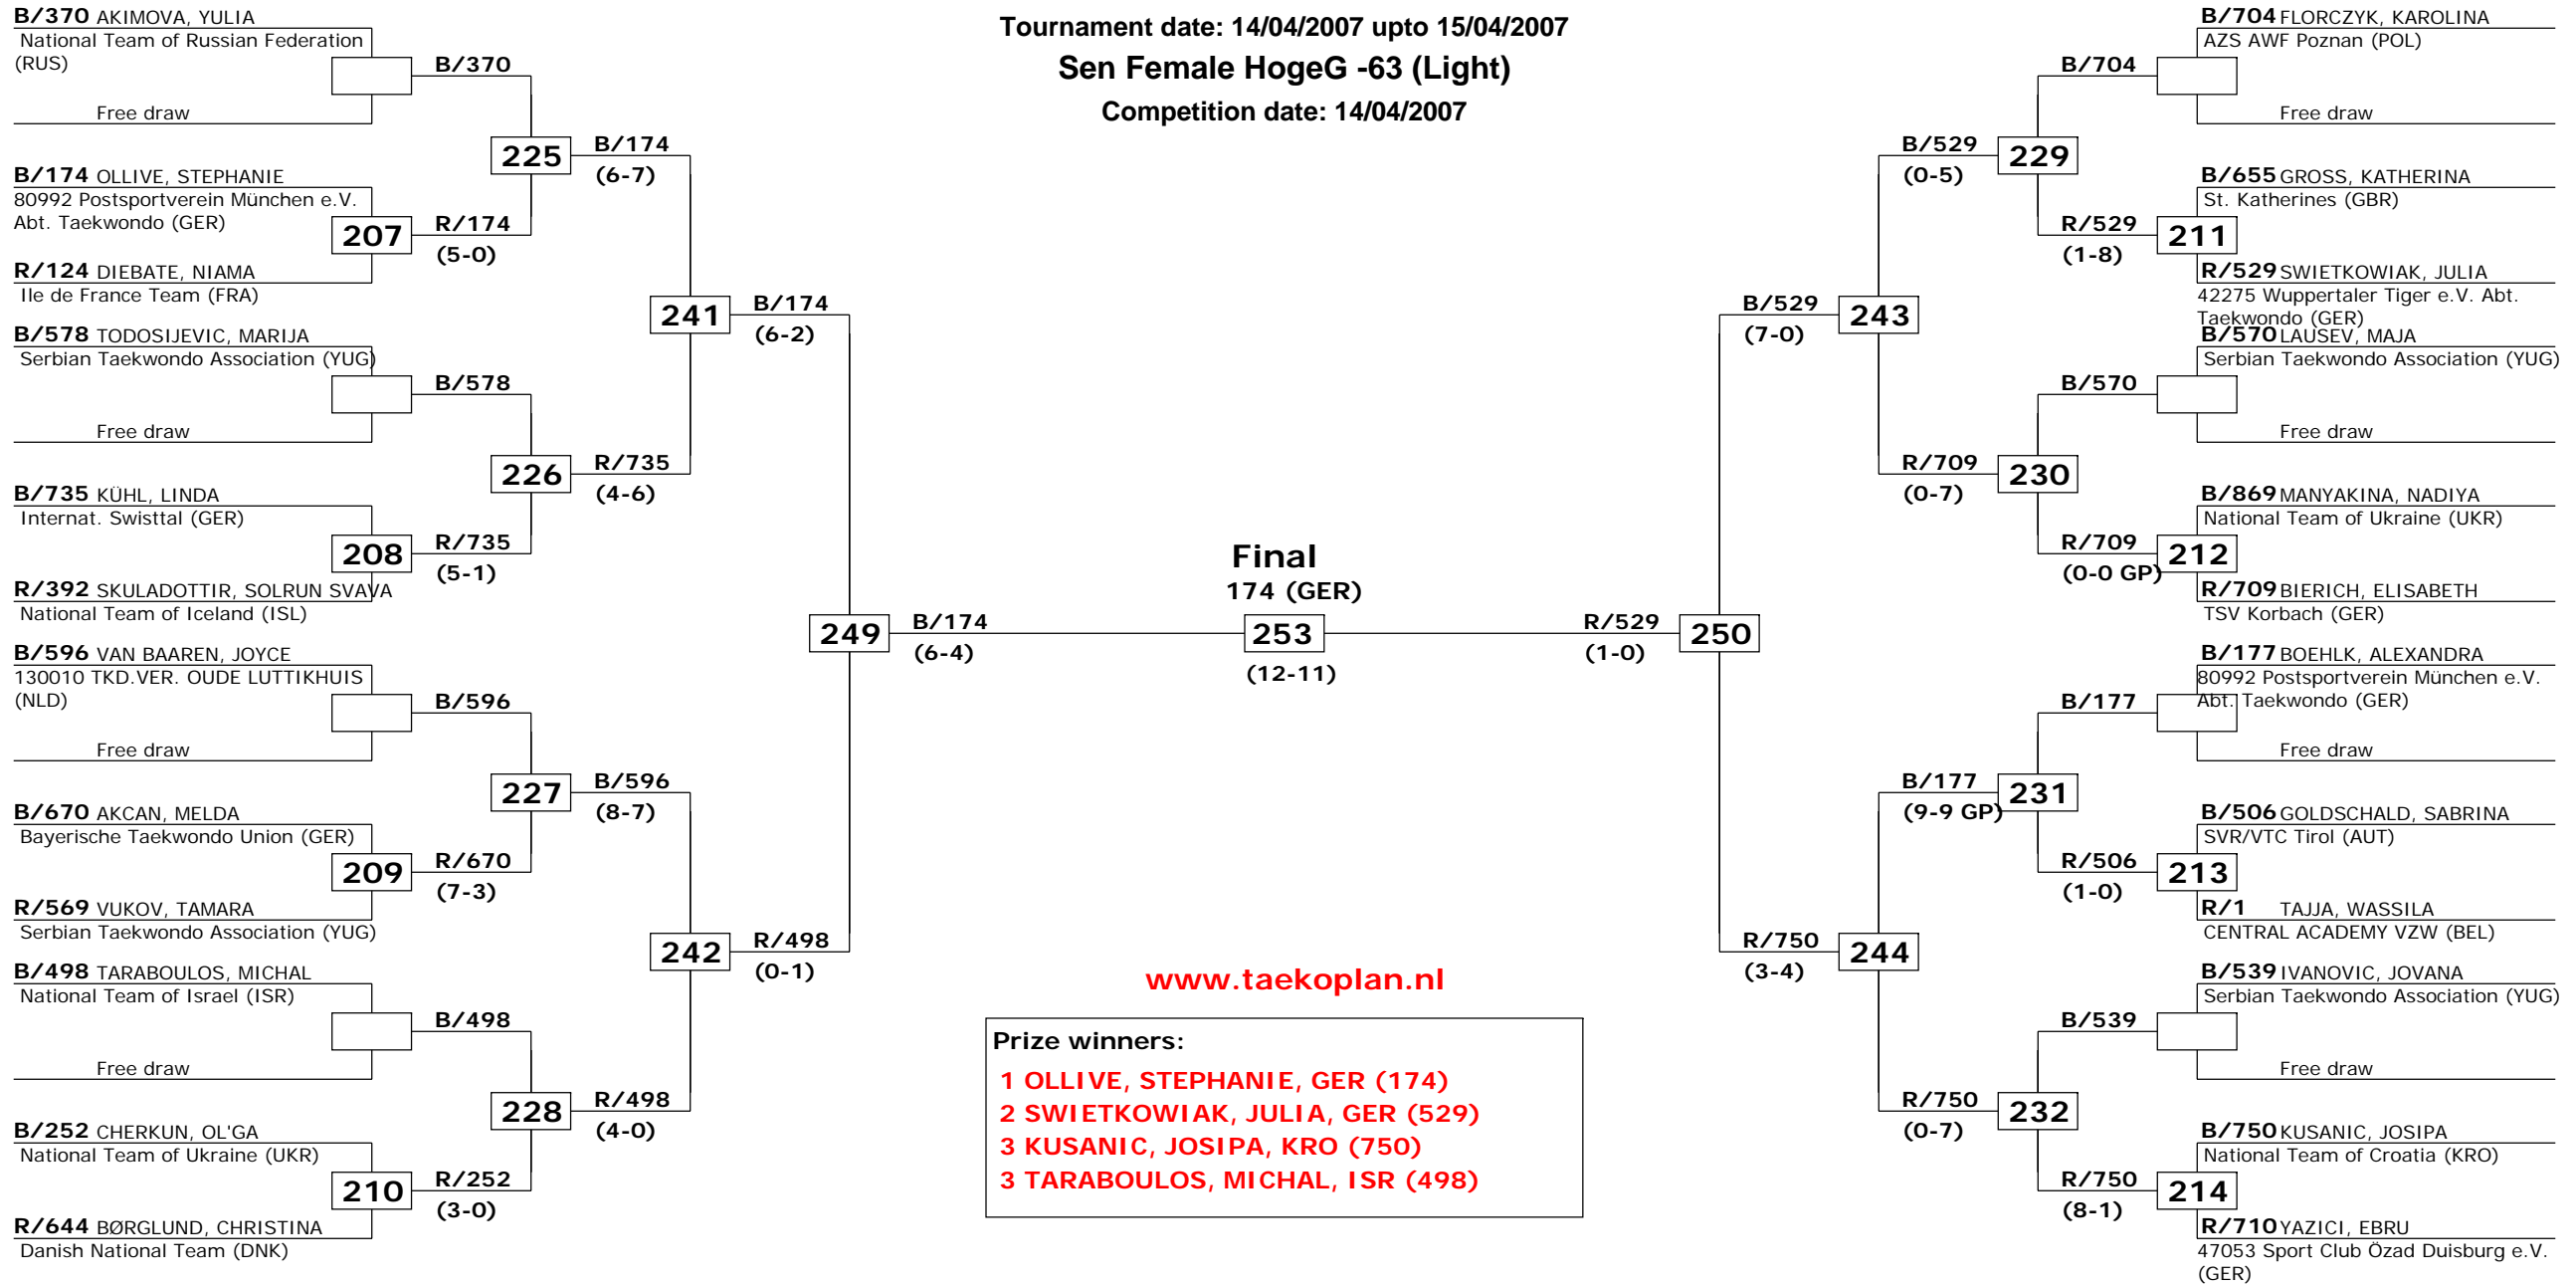 Tournament date: 14/04/2007 upto 15/04/2007
Sen Female HogeG -63 (Light)
Competition date: 14/04/2007
B/370 AKIMOVA, YULIA
National Team of Russian Federation
(RUS)
B/370
Free draw
225
B/174
(6-7)
B/174 OLLIVE, STEPHANIE
80992 Postsportverein München e.V.
Abt. Taekwondo (GER)
207
R/174
(5-0)
R/124 DIEBATE, NIAMA
Ile de France Team (FRA)
241
B/174
(6-2)
B/578 TODOSIJEVIC, MARIJA
Serbian Taekwondo Association (YUG)
B/578
Free draw
226
R/735
(4-6)
B/735 KÜHL, LINDA
Internat. Swisttal (GER)
208
R/735
(5-1)
R/392 SKULADOTTIR, SOLRUN SVAVA
National Team of Iceland (ISL)
249
B/174
(6-4)
B/596 VAN BAAREN, JOYCE
130010 TKD.VER. OUDE LUTTIKHUIS
(NLD)
B/596
Free draw
227
B/596
(8-7)
B/670 AKCAN, MELDA
Bayerische Taekwondo Union (GER)
209
R/670
(7-3)
R/569 VUKOV, TAMARA
Serbian Taekwondo Association (YUG)
242
R/498
(0-1)
B/498 TARABOULOS, MICHAL
National Team of Israel (ISR)
B/498
Free draw
228
R/498
(4-0)
B/252 CHERKUN, OL'GA
National Team of Ukraine (UKR)
210
R/252
(3-0)
R/644 BØRGLUND, CHRISTINA
Danish National Team (DNK)
Final
174 (GER)
253
(12-11)
www.taekoplan.nl
Prize winners:
1 OLLIVE, STEPHANIE, GER (174)
2 SWIETKOWIAK, JULIA, GER (529)
3 KUSANIC, JOSIPA, KRO (750)
3 TARABOULOS, MICHAL, ISR (498)
B/704 FLORCZYK, KAROLINA
AZS AWF Poznan (POL)
B/704
Free draw
B/529
(0-5)
229
B/655 GROSS, KATHERINA
St. Katherines (GBR)
R/529
(1-8)
211
R/529 SWIETKOWIAK, JULIA
42275 Wuppertaler Tiger e.V. Abt.
Taekwondo (GER)
B/529
(7-0)
243
B/570 LAUSEV, MAJA
Serbian Taekwondo Association (YUG)
B/570
Free draw
R/709
(0-7)
230
B/869 MANYAKINA, NADIYA
National Team of Ukraine (UKR)
R/709
(0-0 GP)
212
R/709 BIERICH, ELISABETH
TSV Korbach (GER)
R/529
(1-0)
250
B/177 BOEHLK, ALEXANDRA
80992 Postsportverein München e.V.
Abt. Taekwondo (GER)
B/177
Free draw
B/177
(9-9 GP)
231
B/506 GOLDSCHALD, SABRINA
SVR/VTC Tirol (AUT)
R/506
(1-0)
213
R/1 TAJJA, WASSILA
CENTRAL ACADEMY VZW (BEL)
R/750
(3-4)
244
B/539 IVANOVIC, JOVANA
Serbian Taekwondo Association (YUG)
B/539
Free draw
R/750
(0-7)
232
B/750 KUSANIC, JOSIPA
National Team of Croatia (KRO)
R/750
(8-1)
214
R/710 YAZICI, EBRU
47053 Sport Club Özad Duisburg e.V.
(GER)